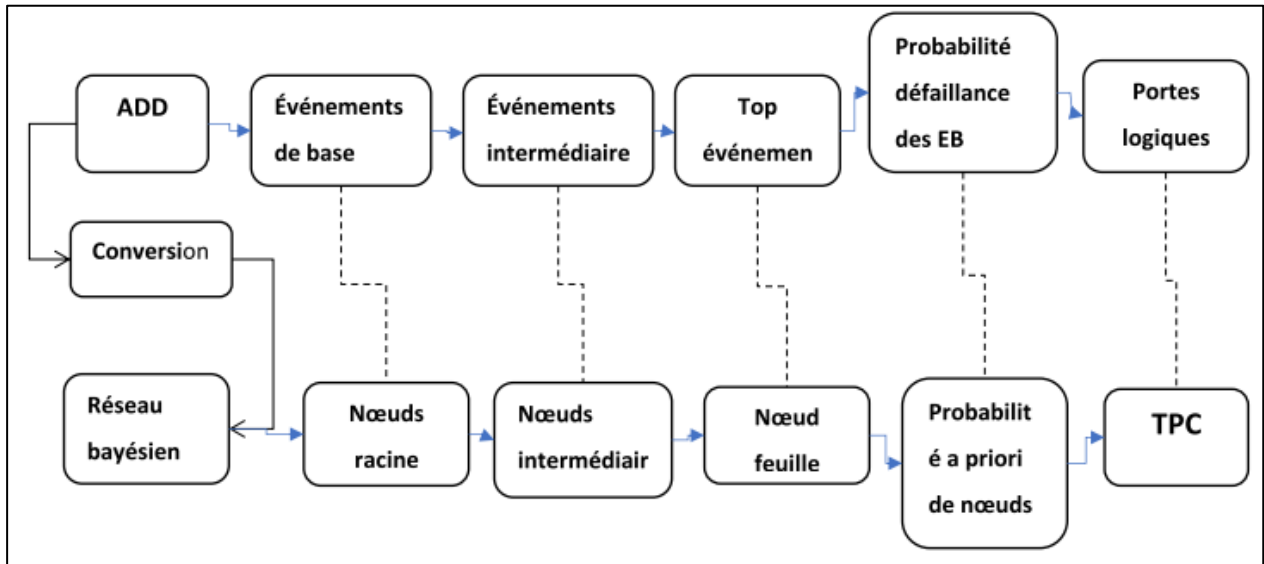 ADD
Événements
de base
Événements
intermédiaire
Top
événemen
Probabilité
défaillance
des EB
Portes
logiques
Conversion
Réseau
bayésien
Nœuds
racine
Nœuds
intermédiair
Nœud
feuille
Probabilit
é a priori
de nœuds
TPC